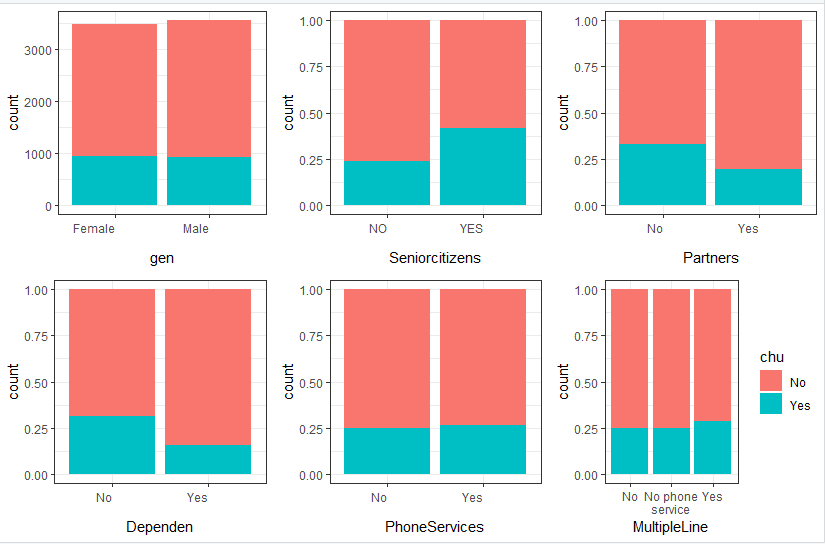 3000
2000
1000
0
count
Female Male
gen
1.00
0.75
0.50
0.25
0.00
count
NO YES
Seniorcitizens
1.00
0.75
0.50
0.25
0.00
count
No Yes
Partners
1.00
0.75
0.50
0.25
0.00
count
No Yes
Dependen
1.00
0.75
0.50
0.25
0.00
count
No Yes
PhoneServices
1.00
0.75
0.50
0.25
0.00
count
No No phone Yes
service
MultipleLine
chu
No
Yes